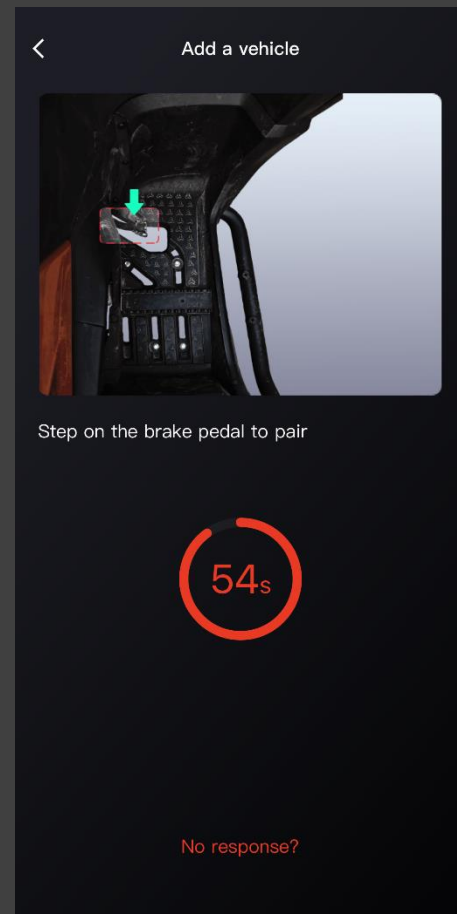 Add a vehicle
Step on the brake pedal to pair
54s
No response?